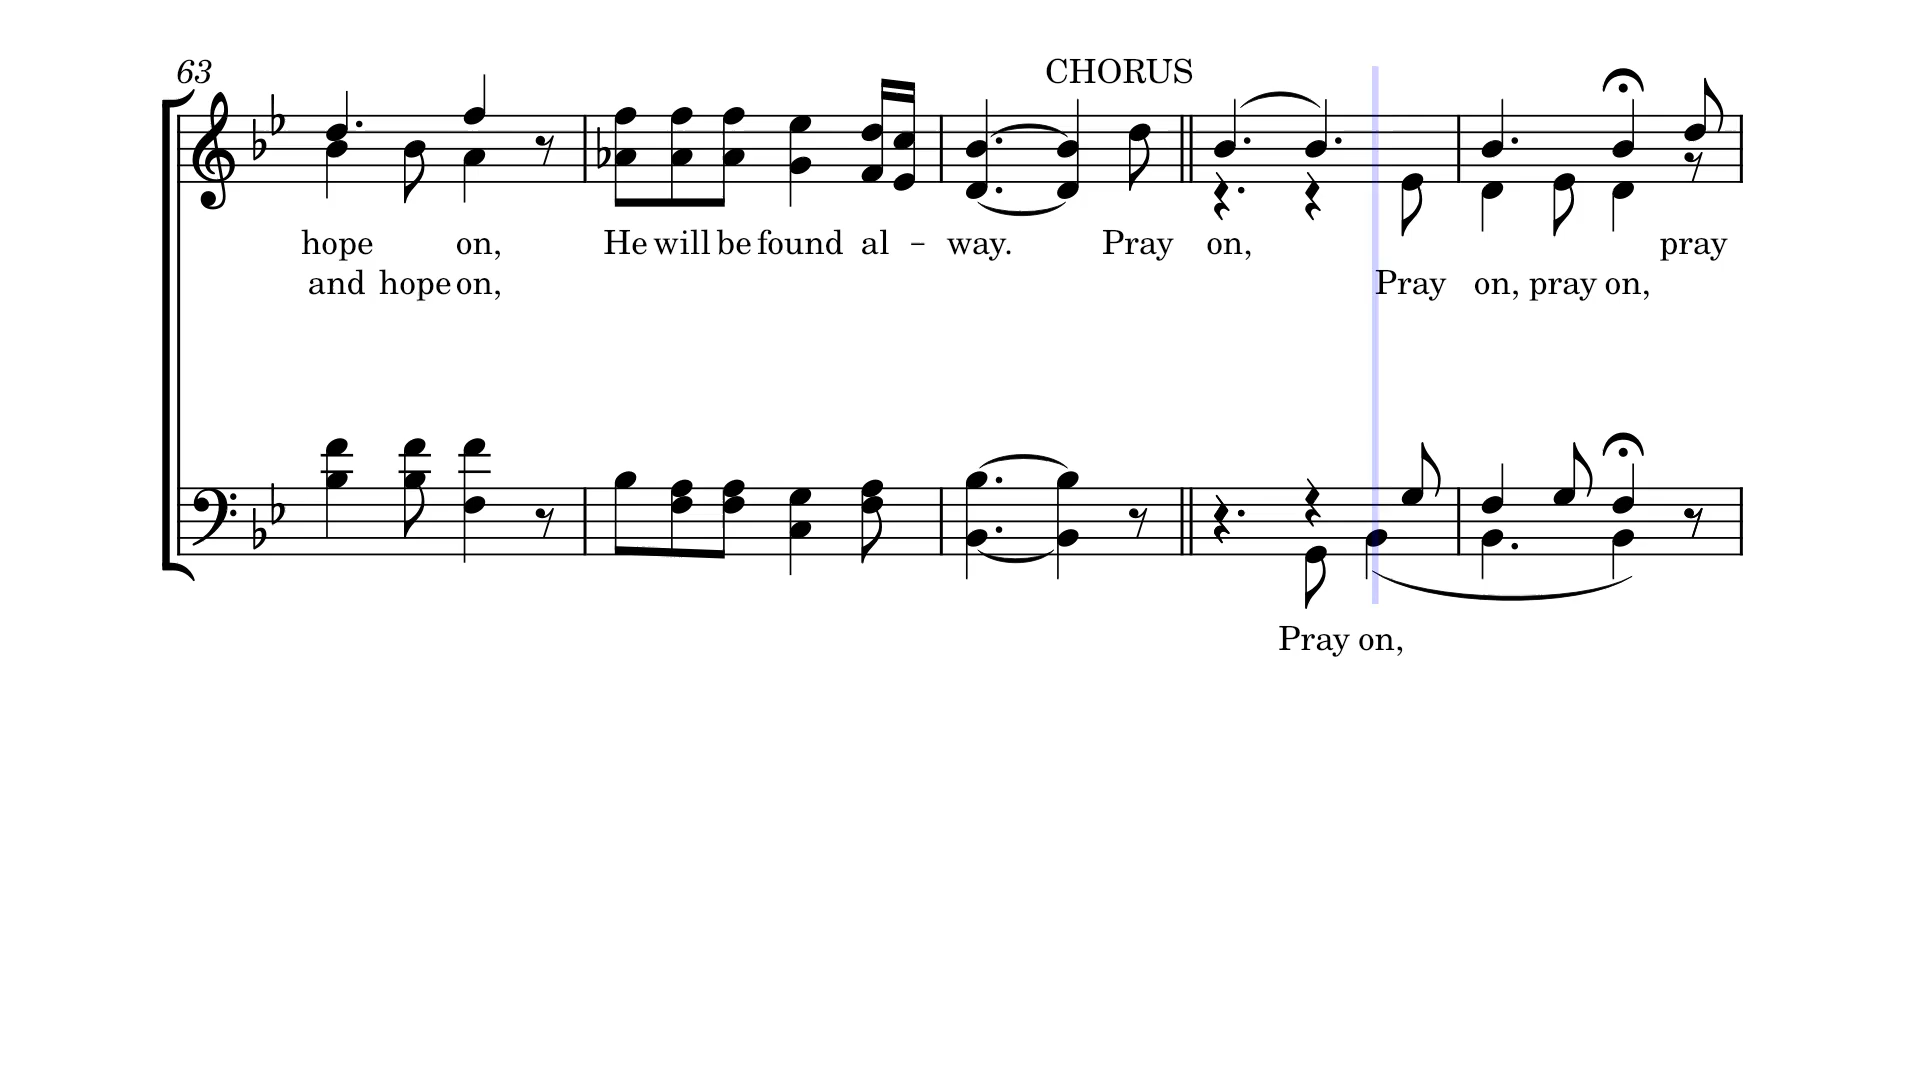 63
CHORUS
hope on, He will be found al - way. Pray on, pray
and hope on, Pray on, pray on,
Pray on,